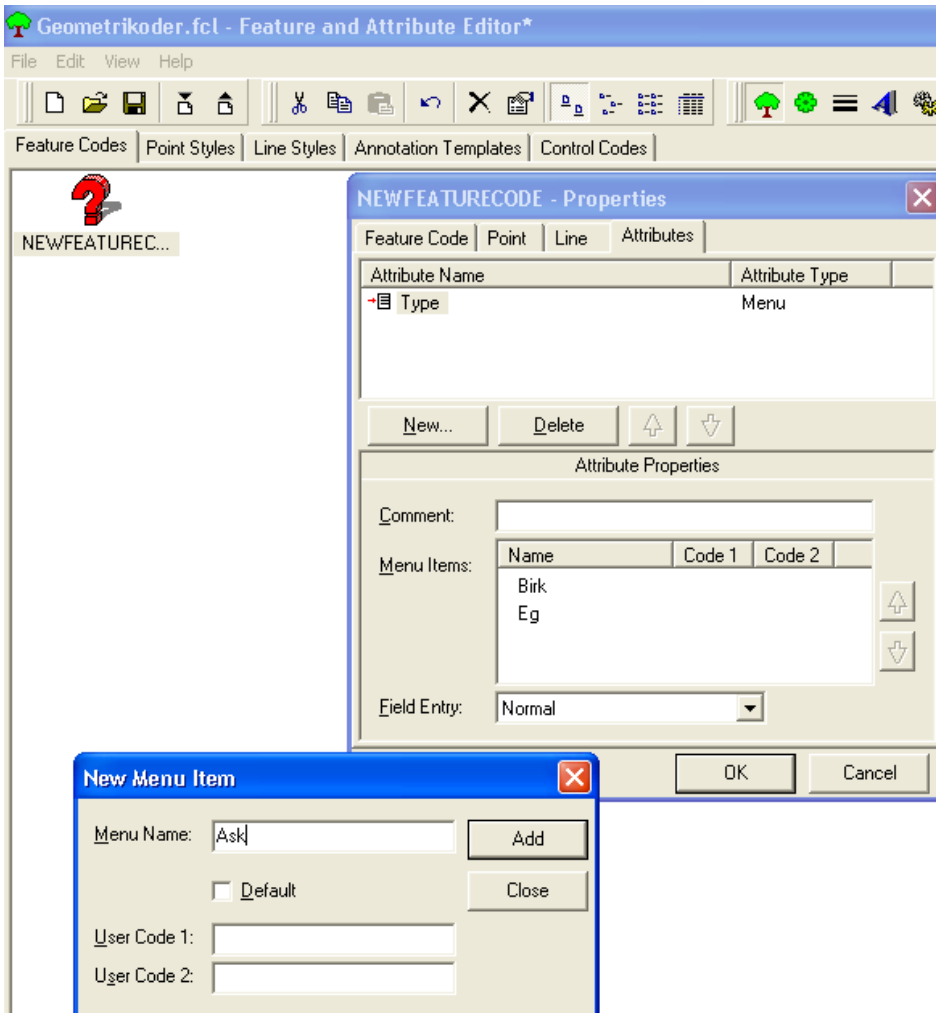 Geometrikoder.fcl - Feature and Attribute Editor*
File Edit View Help
Feature Codes Point Styles Line Styles Annotation Templates Control Codes
NEWFEATUREC...
NEWFEATURECODE - Properties
Feature Code Point Line Attributes
Attribute Name Attribute Type
Type Menu
New... Delete
Attribute Properties
Comment:
Menu Items:
Name Code 1 Code 2
Birk
Eg
Field Entry: Normal
OK Cancel
New Menu Item
Menu Name: Ask Add
Default Close
User Code 1:
User Code 2: